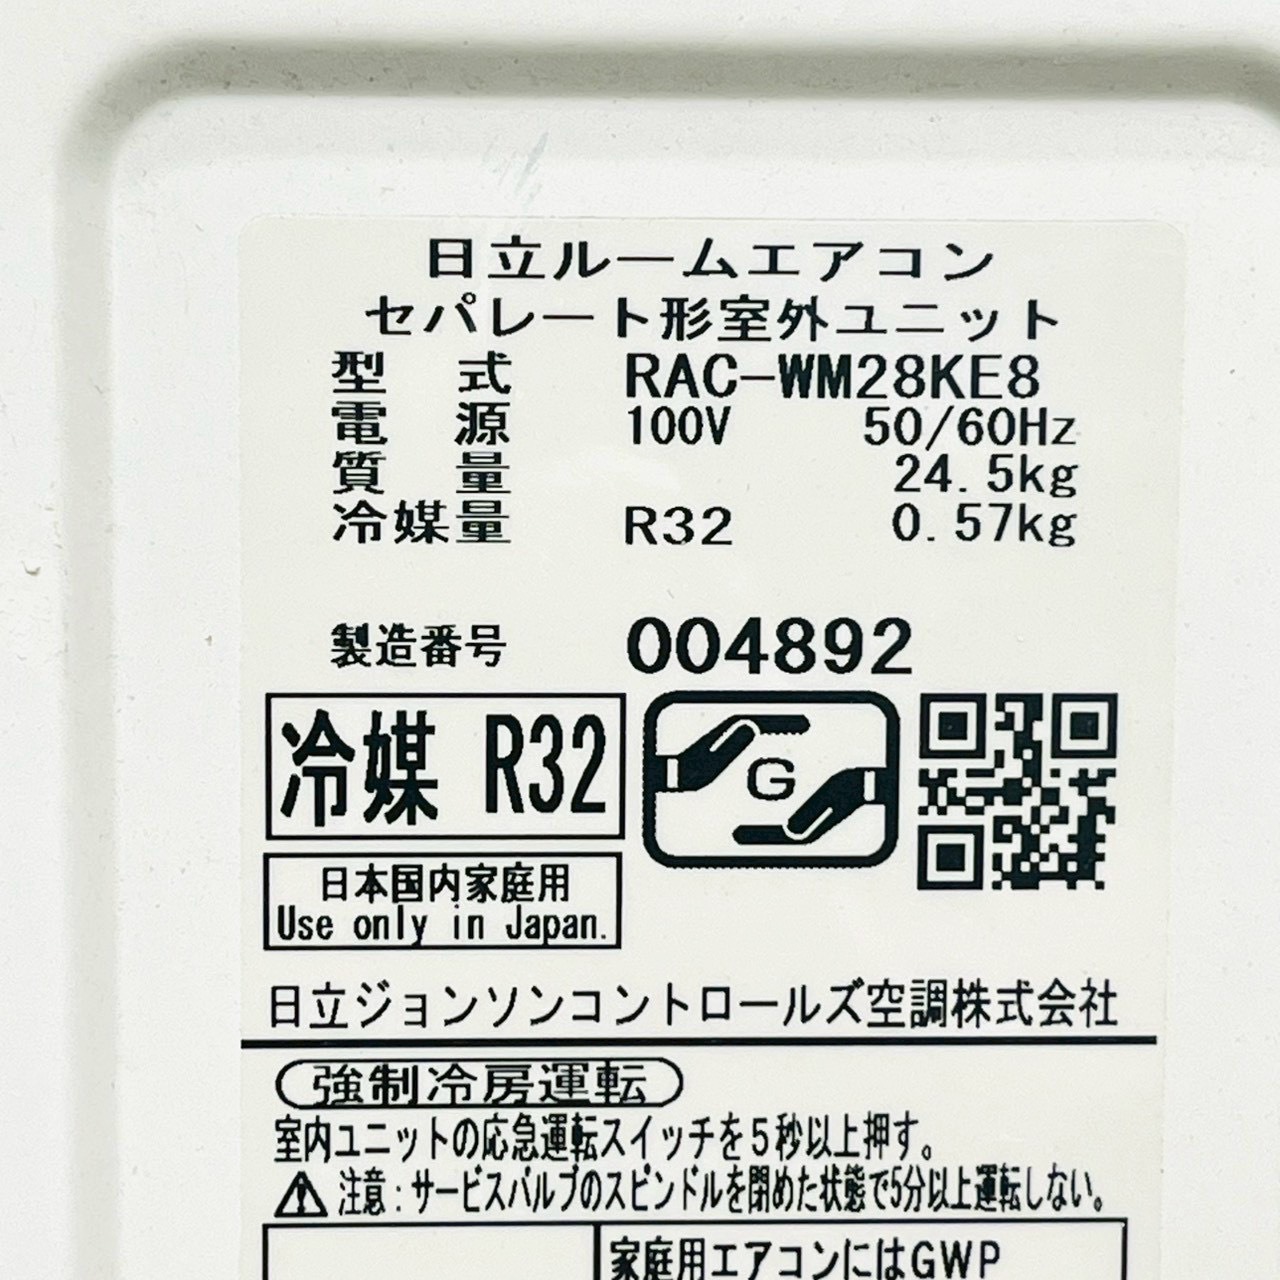 日立ルームエアコン
セパレート形室外ユニット
型 式 RAC-WM28KE8
電 源 100V 50/60Hz
質 量 24.5kg
冷媒量 R32 0.57kg
製造番号 004892
冷媒 R32
G
日本国内家庭用
Use only in Japan.
日立ジョンソンコントロールズ空調株式会社
強制冷房運転
室内ユニットの応急運転スイッチを5秒以上押す。
注意:サービスバルブのスピンドルを閉めた状態で5分以上運転しない。
家庭用エアコンにはGWP